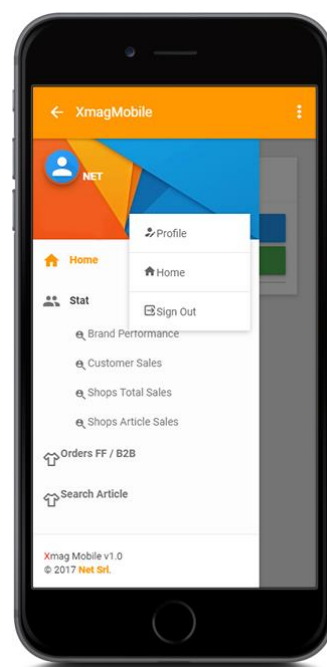 XmagMobile
NET
Profile
Home
Sign Out
Home
Stat
Brand Performance
Customer Sales
Shops Total Sales
Shops Article Sales
Orders FF / B2B
Search Article
Xmag Mobile v1.0
© 2017 Net Srl.